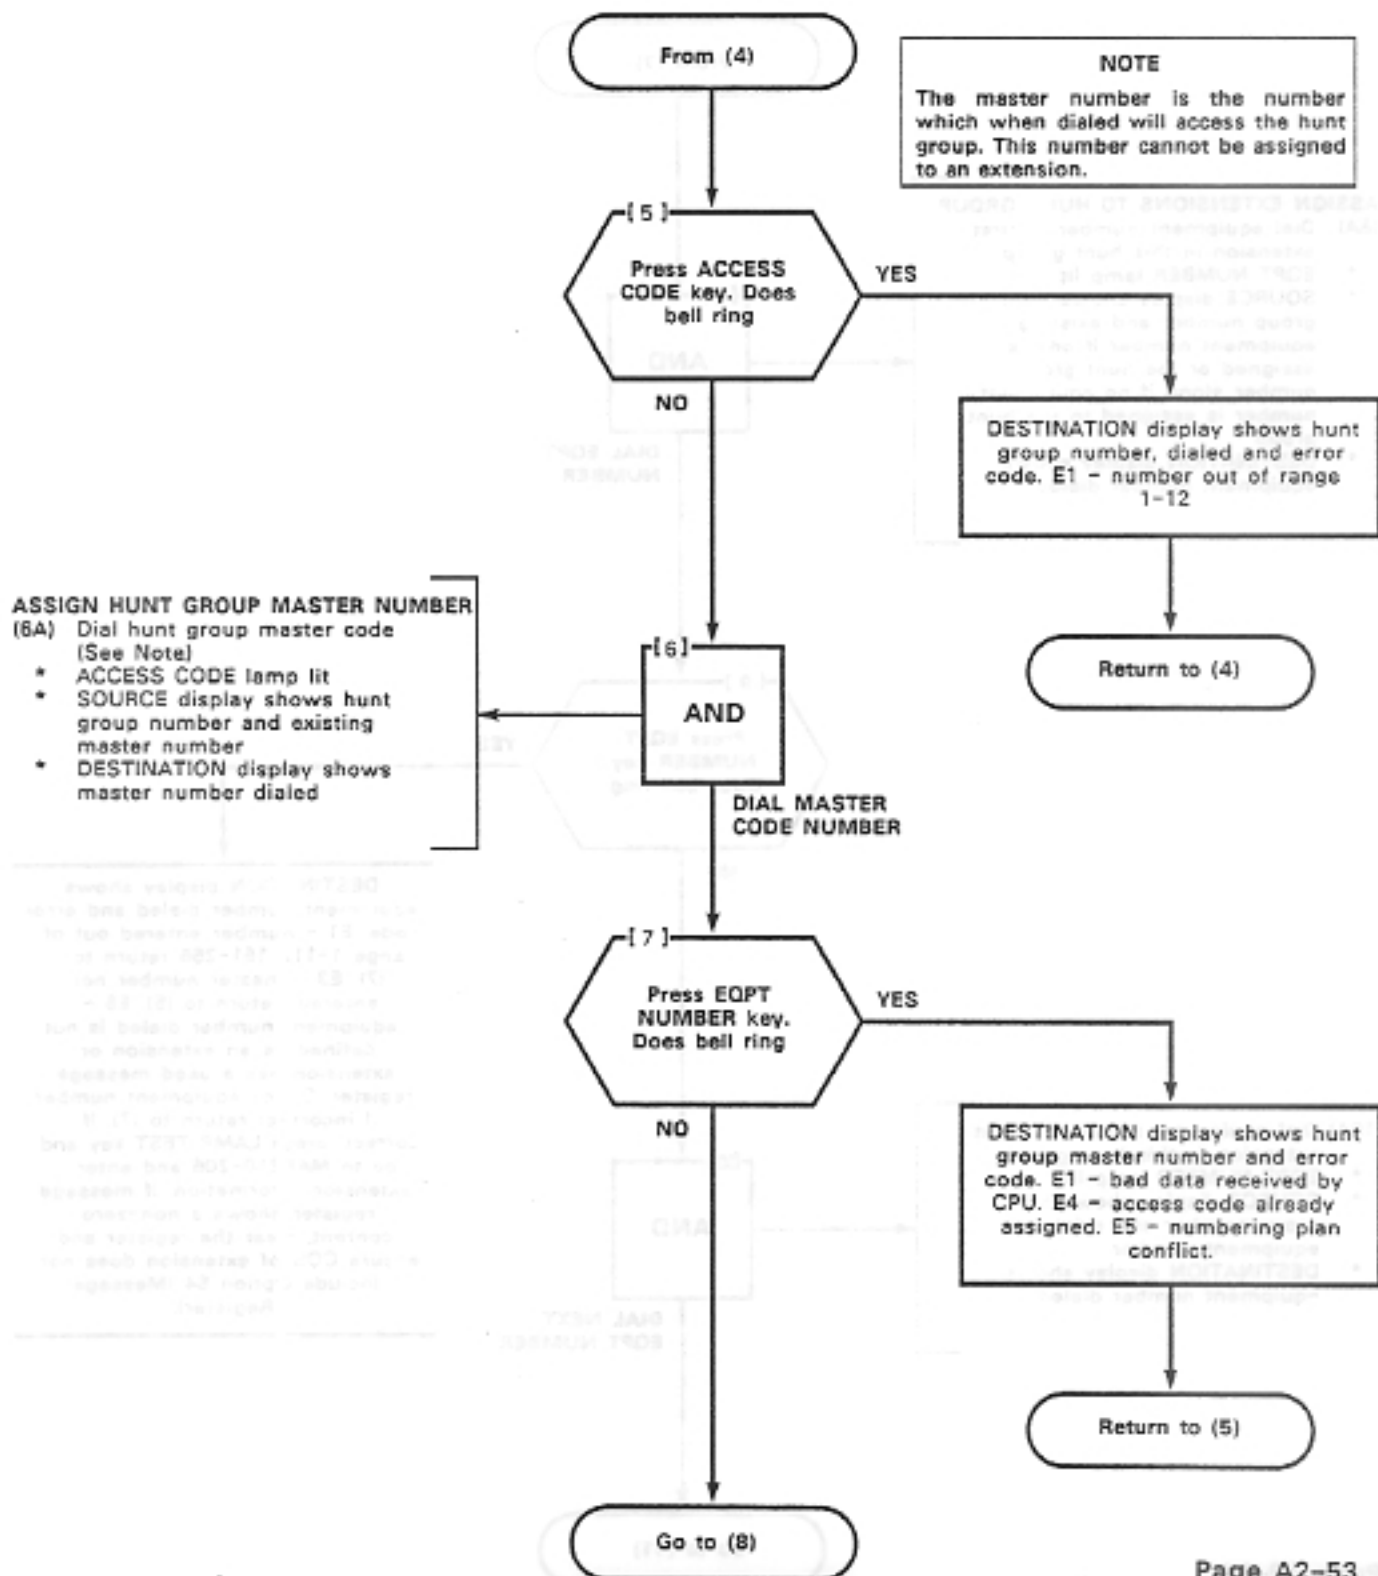 From (4)
NOTE
The master number is the number
which when dialed will access the hunt
group. This number cannot be assigned
to an extension.
[ 5 ]
Press ACCESS
CODE key. Does
bell ring
YES
NO
DESTINATION display shows hunt
group number, dialed and error
code. E1 – number out of range
1–12
Return to (4)
ASSIGN HUNT GROUP MASTER NUMBER
(6A) Dial hunt group master code
(See Note)
* ACCESS CODE lamp lit
* SOURCE display shows hunt
group number and existing
master number
* DESTINATION display shows
master number dialed
[6]
AND
DIAL MASTER
CODE NUMBER
[ 7 ]
Press EQPT
NUMBER key.
Does bell ring
YES
NO
DESTINATION display shows hunt
group master number and error
code. E1 – bad data received by
CPU. E4 – access code already
assigned. E5 – numbering plan
conflict.
Return to (5)
Go to (8)
Page A2–53